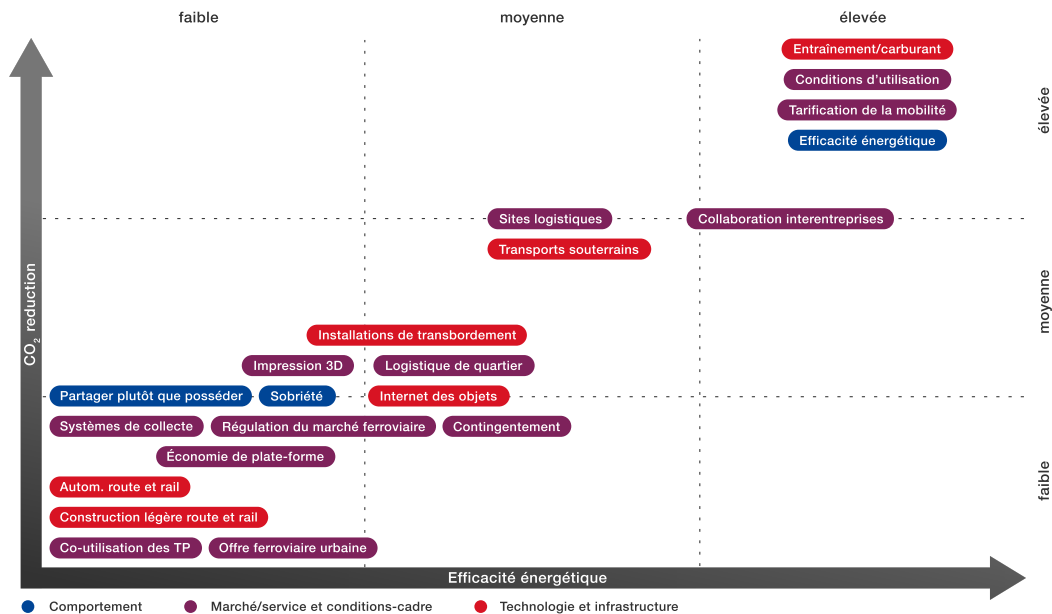 faible
moyenne
élevée
Entraînement/carburant
Conditions d'utilisation
Tarification de la mobilité
Efficacité énergétique
élevée
Sites logistiques
Collaboration interentreprises
Transports souterrains
moyenne
CO₂ reduction
Installations de transbordement
Impression 3D
Logistique de quartier
Partager plutôt que posséder
Sobriété
Internet des objets
Systèmes de collecte
Régulation du marché ferroviaire
Contingentement
Économie de plate-forme
faible
Autom. route et rail
Construction légère route et rail
Co-utilisation des TP
Offre ferroviaire urbaine
Efficacité énergétique
Comportement
Marché/service et conditions-cadre
Technologie et infrastructure